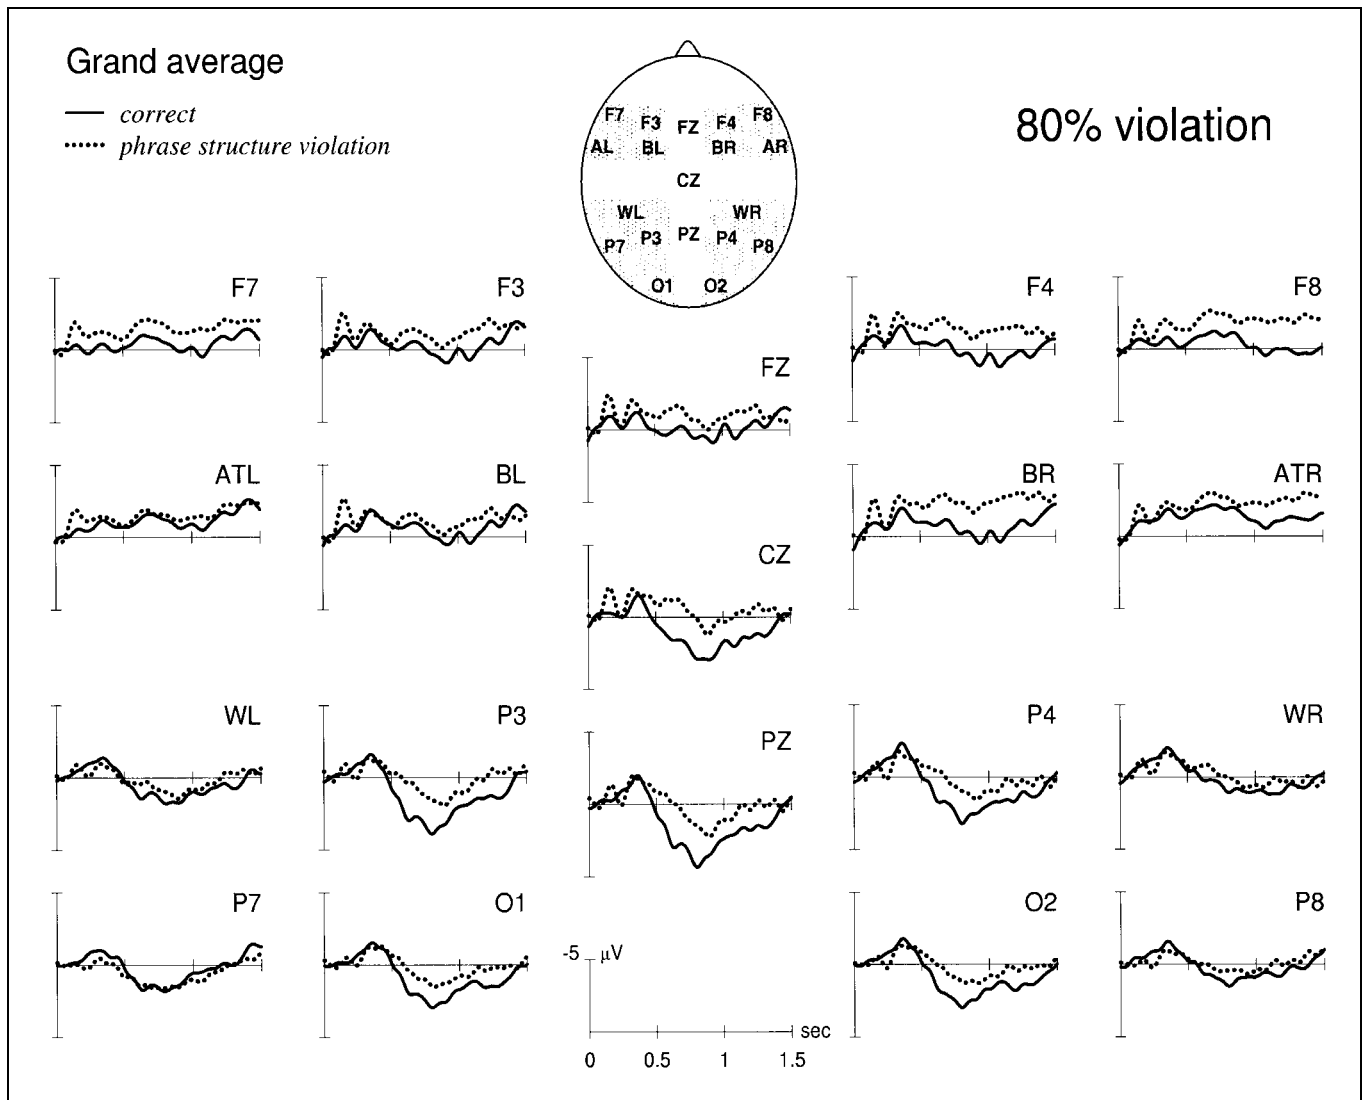 Grand average
correct
phrase structure violation
80% violation
F7 F3 FZ F4 F8
AL BL BR AR
CZ
WL WR
P7 P3 PZ P4 P8
O1 O2
F7 F3 F4 F8
FZ
ATL BL BR ATR
CZ
WL P3 P4 WR
PZ
P7 O1 O2 P8
-5 µV
sec
0 0.5 1 1.5